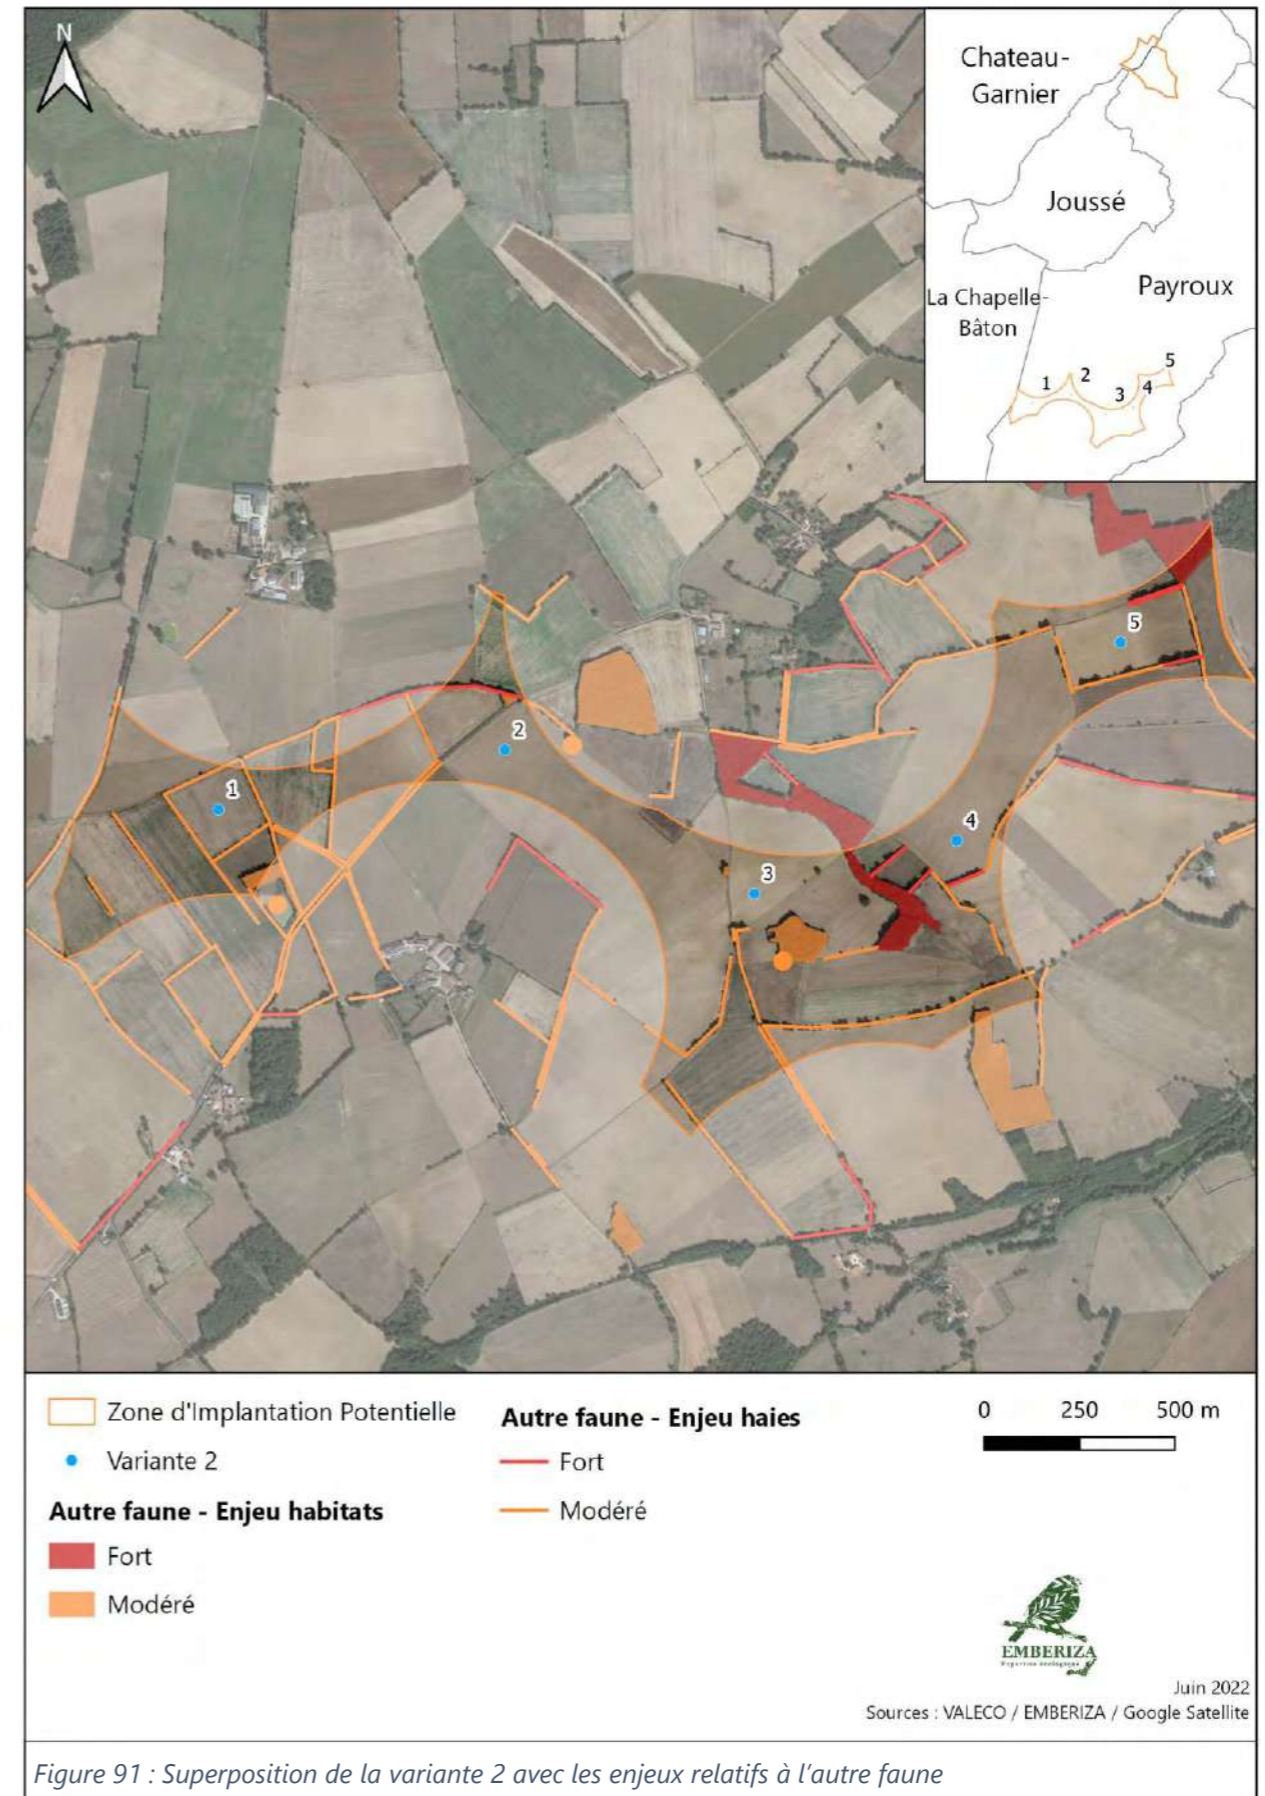 N
Chateau-
Garnier
Joussé
Payroux
La Chapelle-
Bâton
1
2
3
4
5
1
2
3
4
5
Zone d'Implantation Potentielle
Variante 2
Autre faune - Enjeu habitats
Fort
Modéré
Autre faune - Enjeu haies
Fort
Modéré
0 250 500 m
EMBERIZA
Juin 2022
Sources : VALECO / EMBERIZA / Google Satellite
Figure 91 : Superposition de la variante 2 avec les enjeux relatifs à l'autre faune